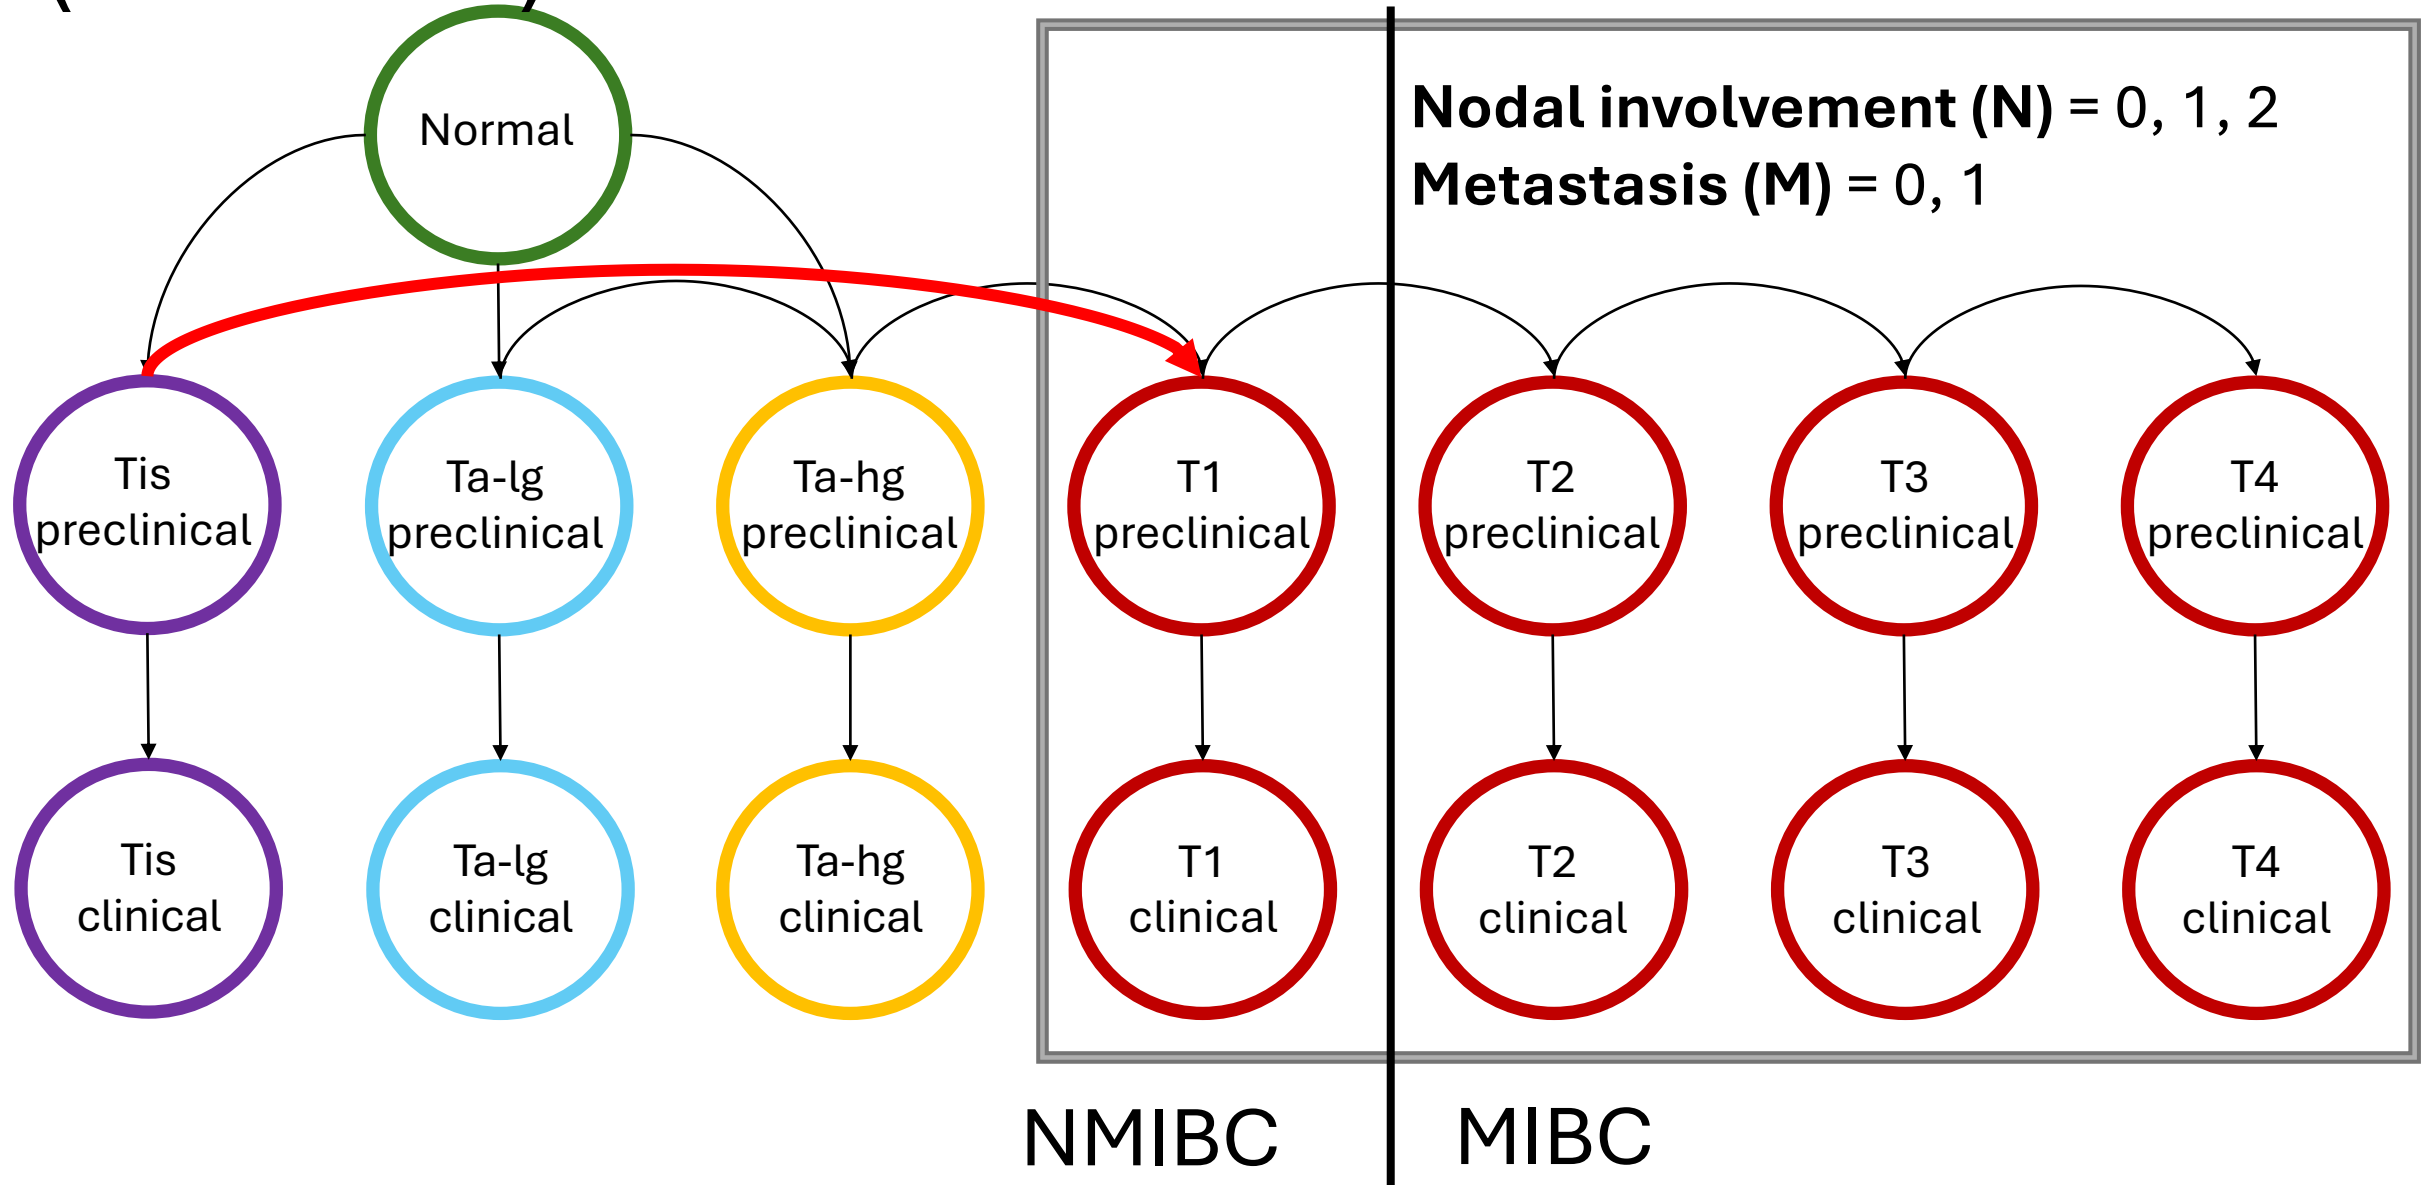 Normal
Nodal involvement (N) = 0, 1, 2
Metastasis (M) = 0, 1
Tis
preclinical
Ta-lg
preclinical
Ta-hg
preclinical
T1
preclinical
T2
preclinical
T3
preclinical
T4
preclinical
Tis
clinical
Ta-lg
clinical
Ta-hg
clinical
T1
clinical
T2
clinical
T3
clinical
T4
clinical
NMIBC
MIBC